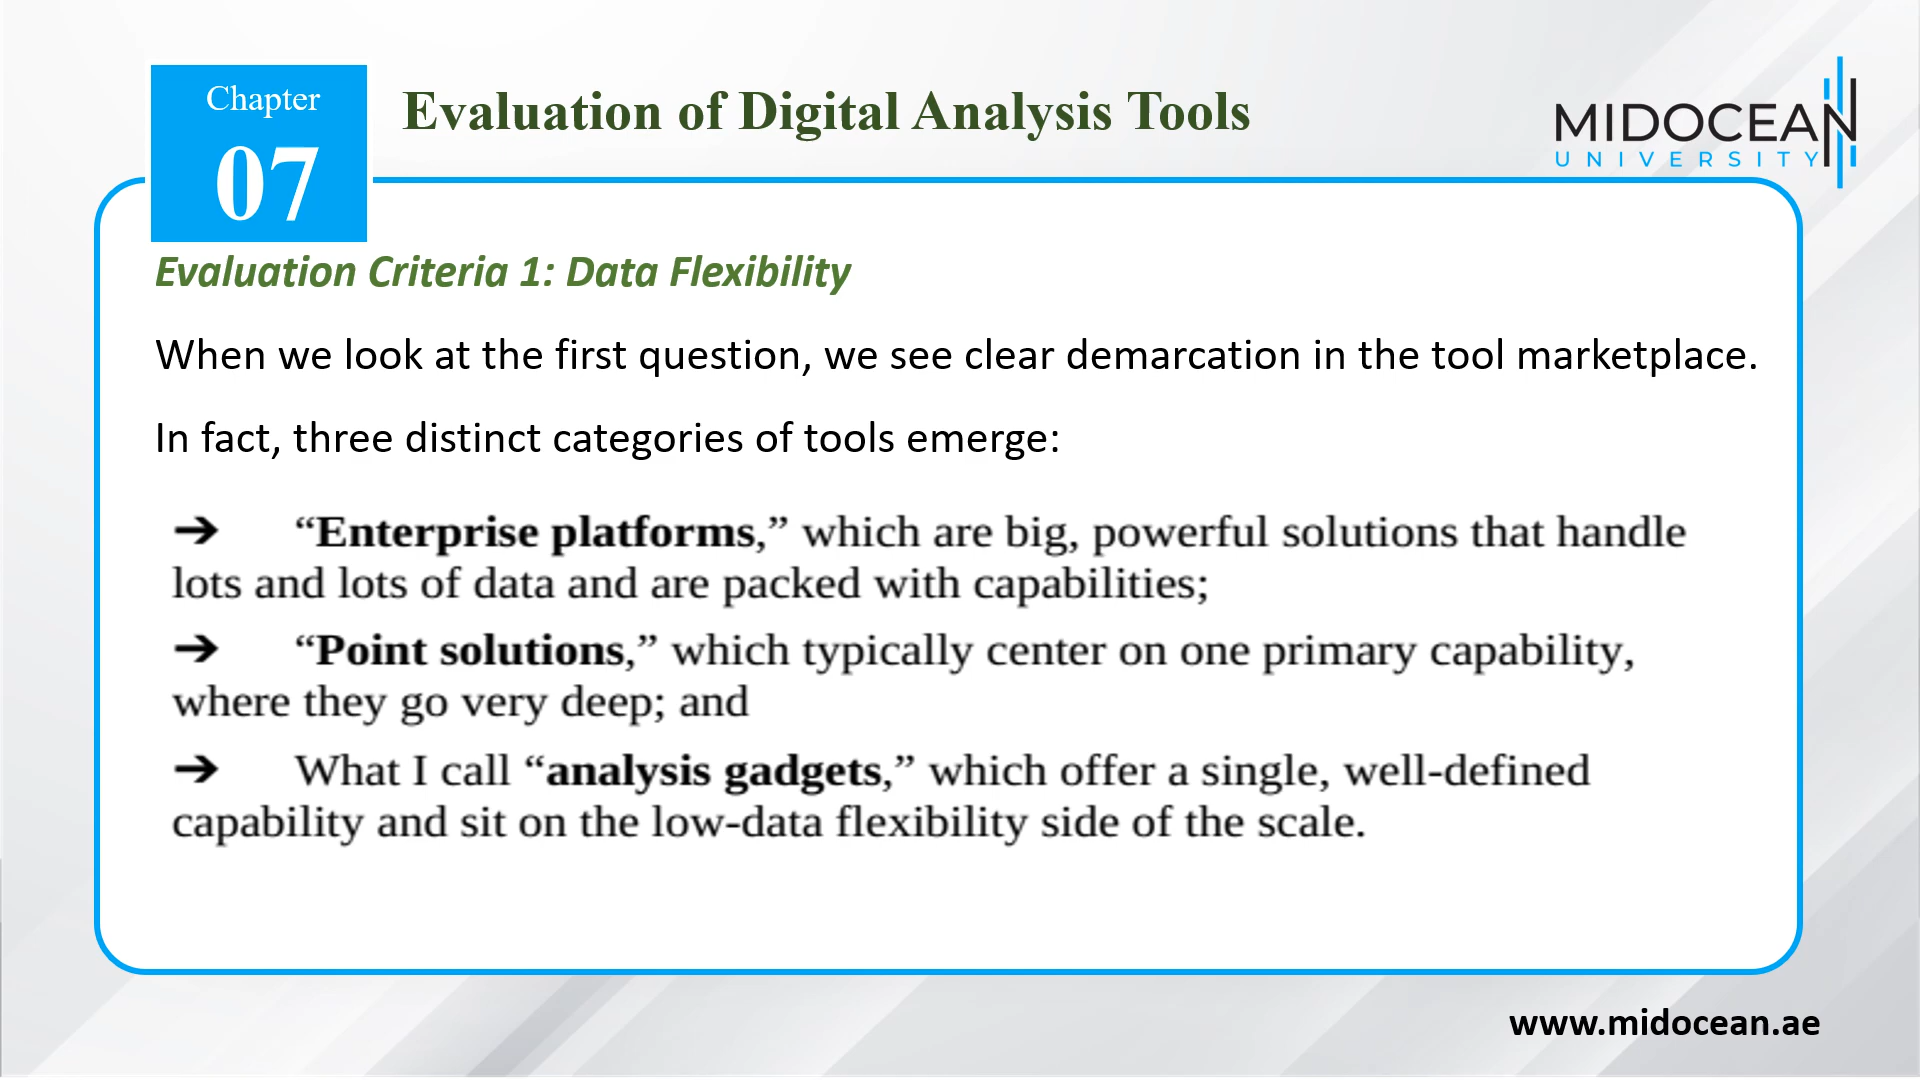 Chapter
07
Evaluation of Digital Analysis Tools
MIDOCEAN
UNIVERSITY
Evaluation Criteria 1: Data Flexibility
When we look at the first question, we see clear demarcation in the tool marketplace.
In fact, three distinct categories of tools emerge:
➔ “Enterprise platforms,” which are big, powerful solutions that handle
lots and lots of data and are packed with capabilities;
➔ “Point solutions,” which typically center on one primary capability,
where they go very deep; and
➔ What I call “analysis gadgets,” which offer a single, well-defined
capability and sit on the low-data flexibility side of the scale.
www.midocean.ae